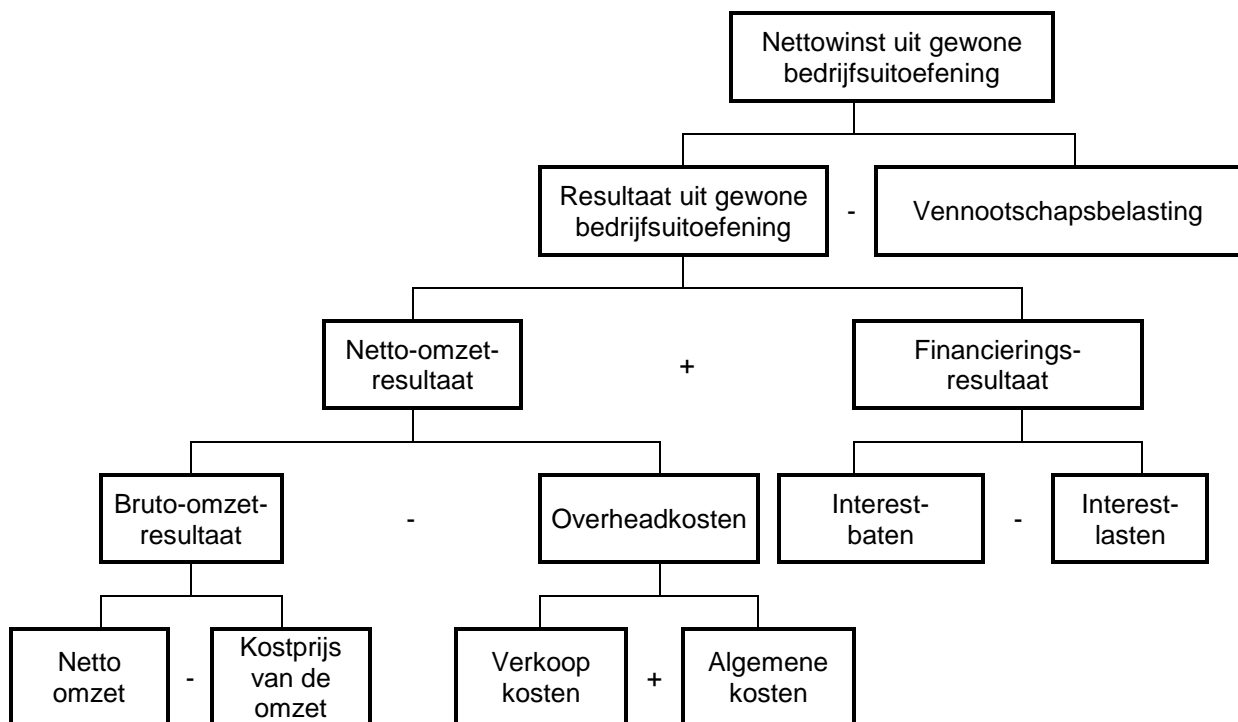 Nettowinst uit gewone
bedrijfsuitoefening
Resultaat uit gewone
bedrijfsuitoefening
-
Vennootschapsbelasting
Netto-omzet-
resultaat
+
Financierings-
resultaat
Bruto-omzet-
resultaat
-
Overheadkosten
Interest-
baten
-
Interest-
lasten
Netto
omzet
-
Kostprijs
van de
omzet
Verkoop
kosten
+
Algemene
kosten